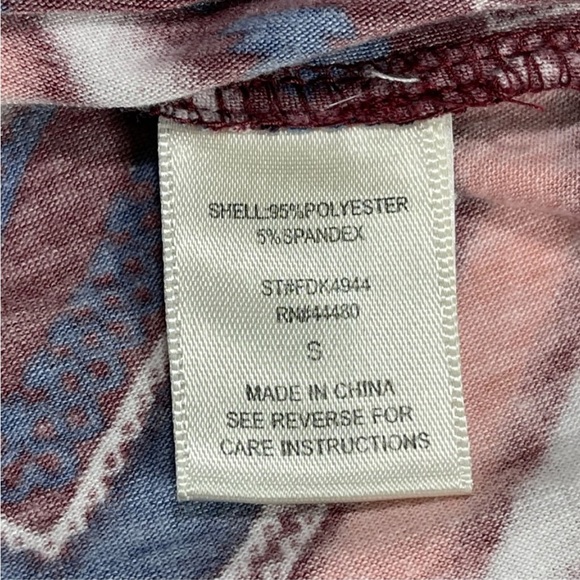 SHELL:95%POLYESTER
5%SPANDEX
ST#FDK4944
RN#44480
S
MADE IN CHINA
SEE REVERSE FOR
CARE INSTRUCTIONS